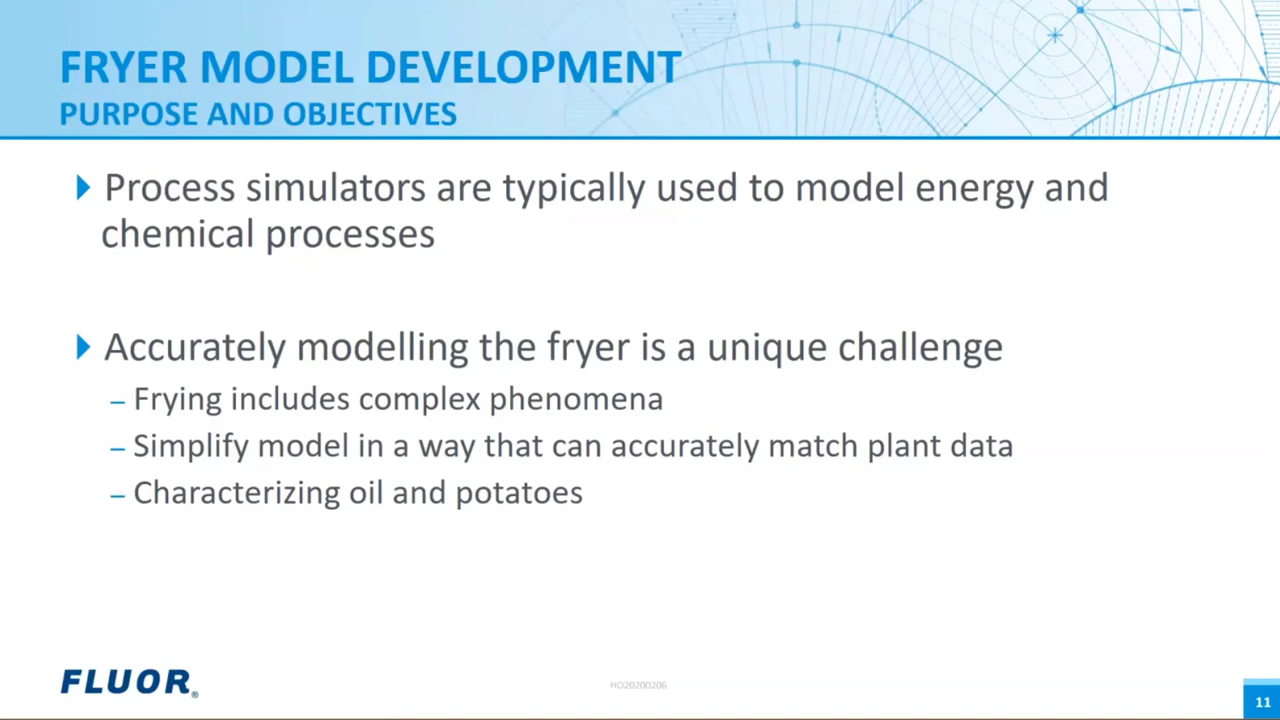 FRYER MODEL DEVELOPMENT
PURPOSE AND OBJECTIVES
Process simulators are typically used to model energy and
chemical processes
Accurately modelling the fryer is a unique challenge
– Frying includes complex phenomena
– Simplify model in a way that can accurately match plant data
– Characterizing oil and potatoes
FLUOR®
HO20200206
11